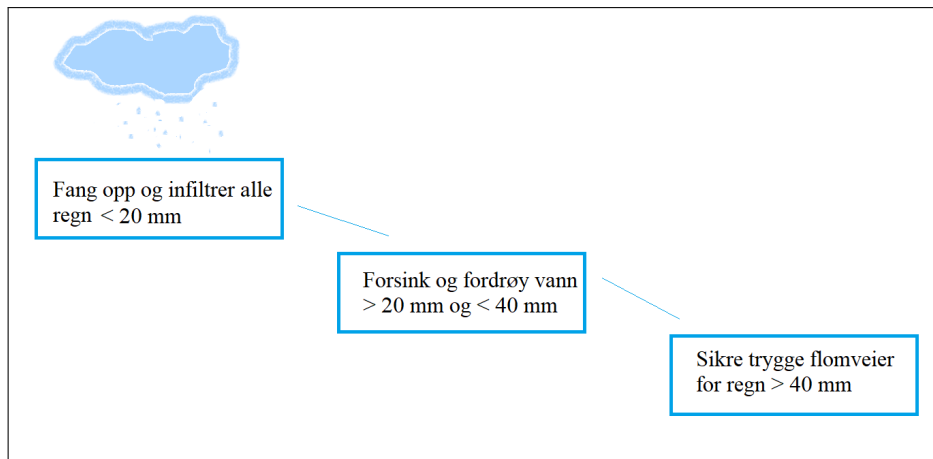 Fang opp og infiltrer alle
regn < 20 mm
Forsink og fordrøy vann
> 20 mm og < 40 mm
Sikre trygge flomveier
for regn > 40 mm